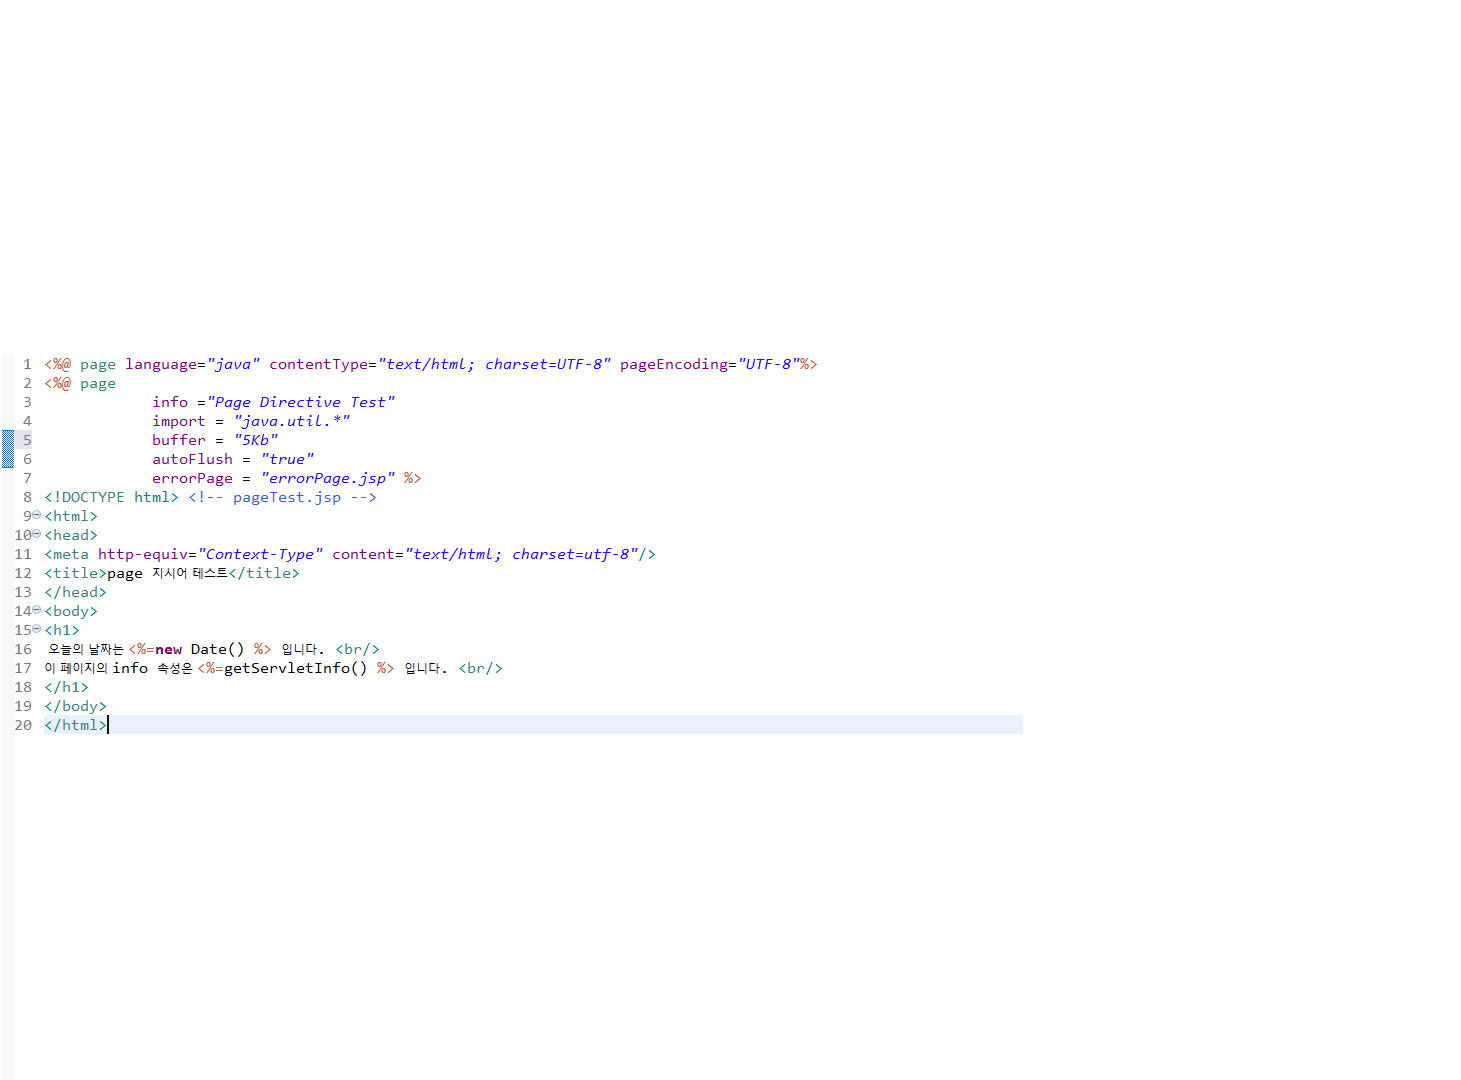 1 <%@ page language="java" contentType="text/html; charset=UTF-8" pageEncoding="UTF-8"%>
2 <%@ page
3 info ="Page Directive Test"
4 import = "java.util.*"
5 buffer = "5Kb"
6 autoFlush = "true"
7 errorPage = "errorPage.jsp" %>
8 <!DOCTYPE html> <!-- pageTest.jsp -->
9 <html>
10 <head>
11 <meta http-equiv="Context-Type" content="text/html; charset=utf-8"/>
12 <title>page 지시어 테스트</title>
13 </head>
14 <body>
15 <h1>
16 오늘의 날짜는 <%=new Date() %> 입니다. <br/>
17 이 페이지의 info 속성은 <%=getServletInfo() %> 입니다. <br/>
18 </h1>
19 </body>
20 </html>